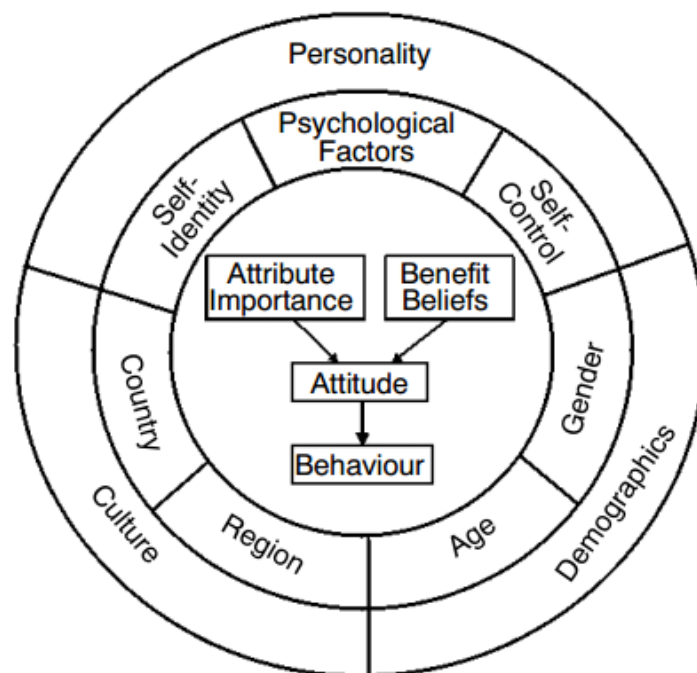 Personality
Psychological
Factors
Self-
Identity
Self-
Control
Attribute
Importance
Benefit
Beliefs
Attitude
Behaviour
Country
Gender
Culture
Region
Age
Demographics